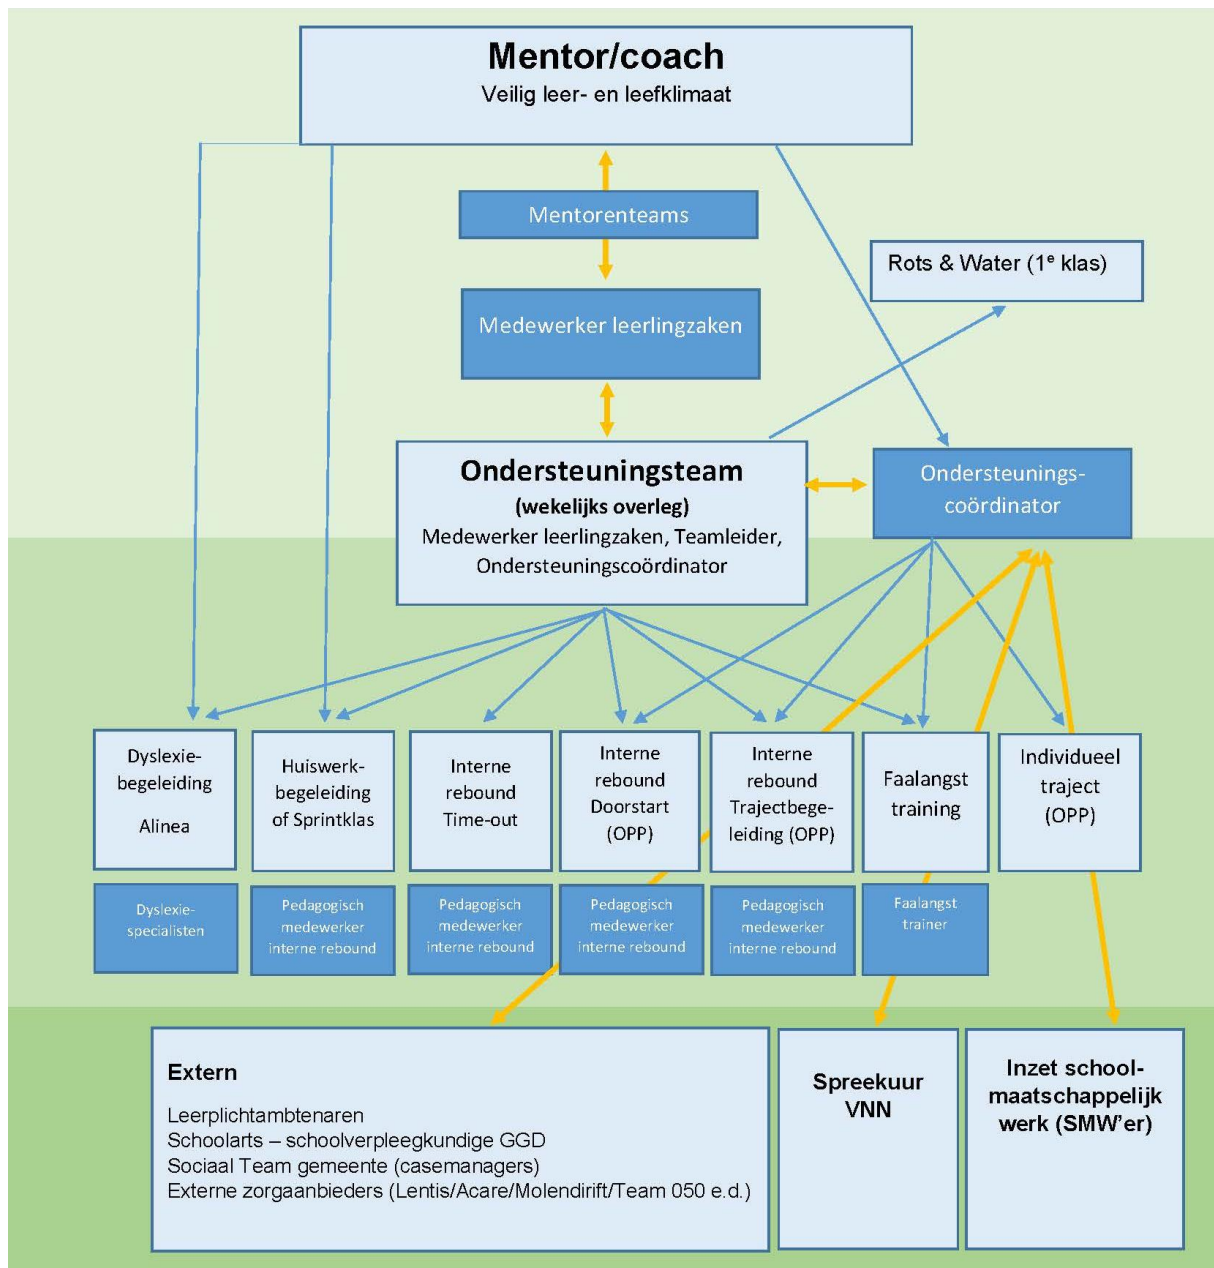 Mentor/coach
Veilig leer- en leefklimaat
Mentorenteams
Rots & Water (1e klas)
Medewerker leerlingzaken
Ondersteuningsteam
(wekelijks overleg)
Medewerker leerlingzaken, Teamleider,
Ondersteuningscoördinator
Ondersteunings-
coördinator
Dyslexie-
begeleiding
Alinea
Huiswerk-
begeleiding
of Sprintklas
Interne
rebound
Time-out
Interne
rebound
Doorstart
(OPP)
Interne
rebound
Trajectbege-
leiding (OPP)
Faalangst
training
Individueel
traject
(OPP)
Dyslexie-
specialisten
Pedagogisch
medewerker
interne rebound
Pedagogisch
medewerker
interne rebound
Pedagogisch
medewerker
interne rebound
Pedagogisch
medewerker
interne rebound
Faalangst
trainer
Extern
Leerplichtambtenaren
Schoolarts – schoolverpleegkundige GGD
Sociaal Team gemeente (casemanagers)
Externe zorgaanbieders (Lentis/Acare/Molendirift/Team 050 e.d.)
Spreekuur
VNN
Inzet school-
maatschappelijk
werk (SMW'er)